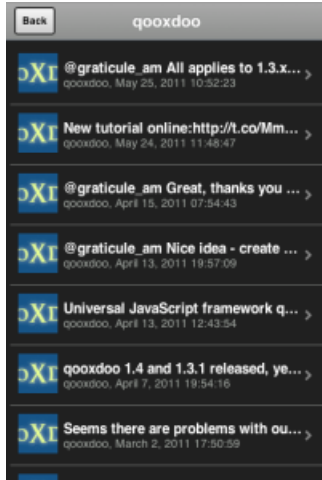 Back
qooxdoo
@graticule_am All applies to 1.3.x...
qooxdoo, May 25, 2011 10:52:23
New tutorial online:http://t.co/Mm...
qooxdoo, May 24, 2011 11:48:47
@graticule_am Great, thanks you ...
qooxdoo, April 15, 2011 07:54:43
@graticule_am Nice idea - create ...
qooxdoo, April 13, 2011 19:57:09
Universal JavaScript framework q...
qooxdoo, April 13, 2011 12:43:54
qooxdoo 1.4 and 1.3.1 released, ye...
qooxdoo, April 7, 2011 19:54:16
Seems there are problems with ou...
qooxdoo, March 2, 2011 17:50:59